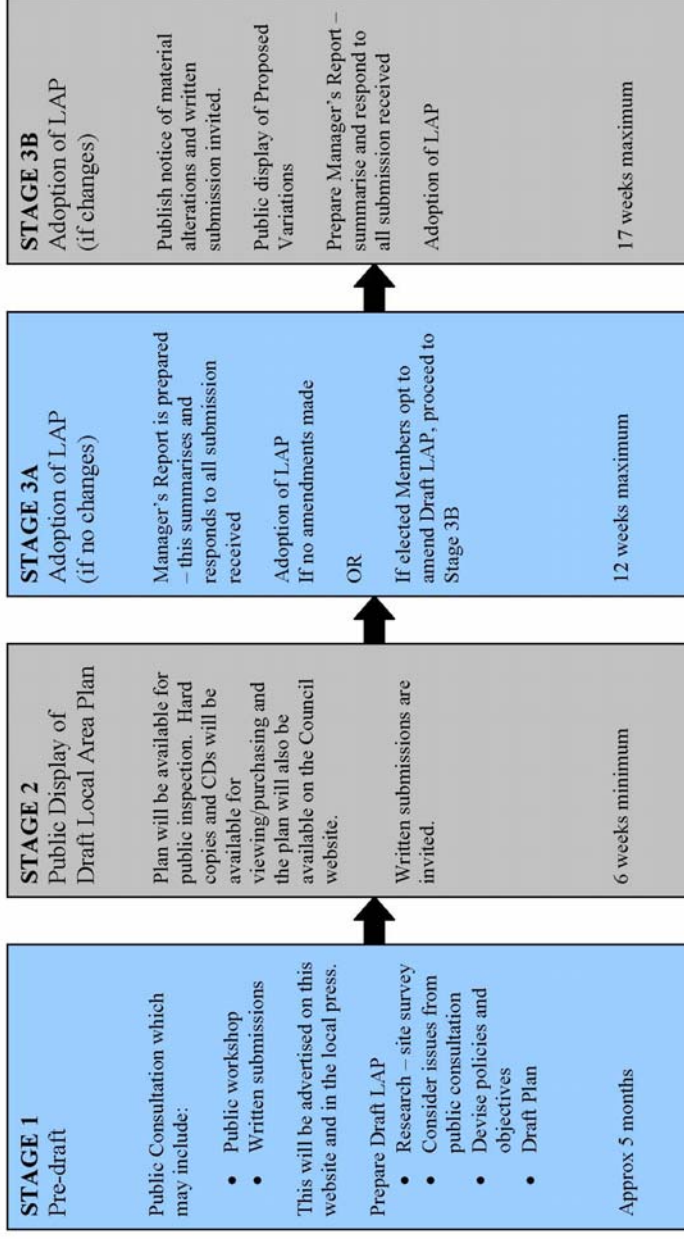 STAGE 1
Pre-draft
Public Consultation which
may include:
• Public workshop
• Written submissions
This will be advertised on this
website and in the local press.
Prepare Draft LAP
• Research – site survey
• Consider issues from
public consultation
• Devise policies and
objectives
• Draft Plan
Approx 5 months
STAGE 2
Public Display of
Draft Local Area Plan
Plan will be available for
public inspection. Hard
copies and CDs will be
available for
viewing/purchasing and
the plan will also be
available on the Council
website.
Written submissions are
invited.
6 weeks minimum
STAGE 3A
Adoption of LAP
(if no changes)
Manager's Report is prepared
– this summarises and
responds to all submission
received
Adoption of LAP
If no amendments made
OR
If elected Members opt to
amend Draft LAP, proceed to
Stage 3B
12 weeks maximum
STAGE 3B
Adoption of LAP
(if changes)
Publish notice of material
alterations and written
submission invited.
Public display of Proposed
Variations
Prepare Manager's Report –
summarise and respond to
all submission received
Adoption of LAP
17 weeks maximum